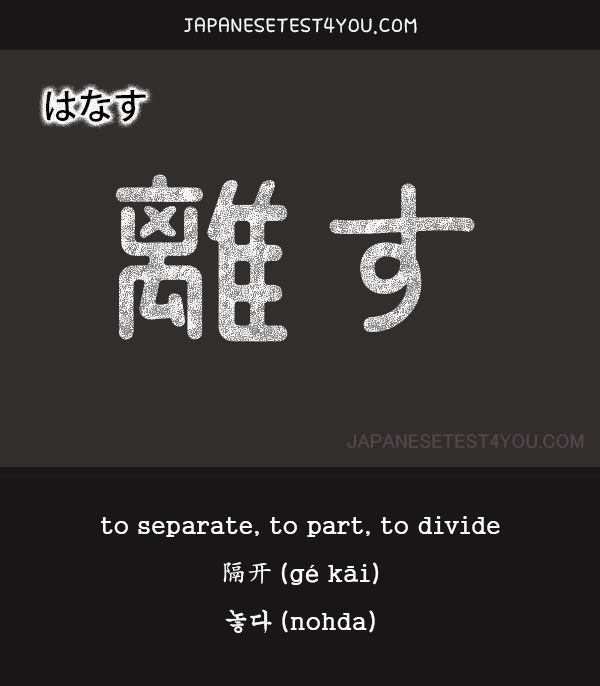 JAPANESETEST4YOU.COM
はなす
離す
JAPANESETEST4YOU.COM
to separate, to part, to divide
隔开 (gé kāi)
놓다 (nohda)